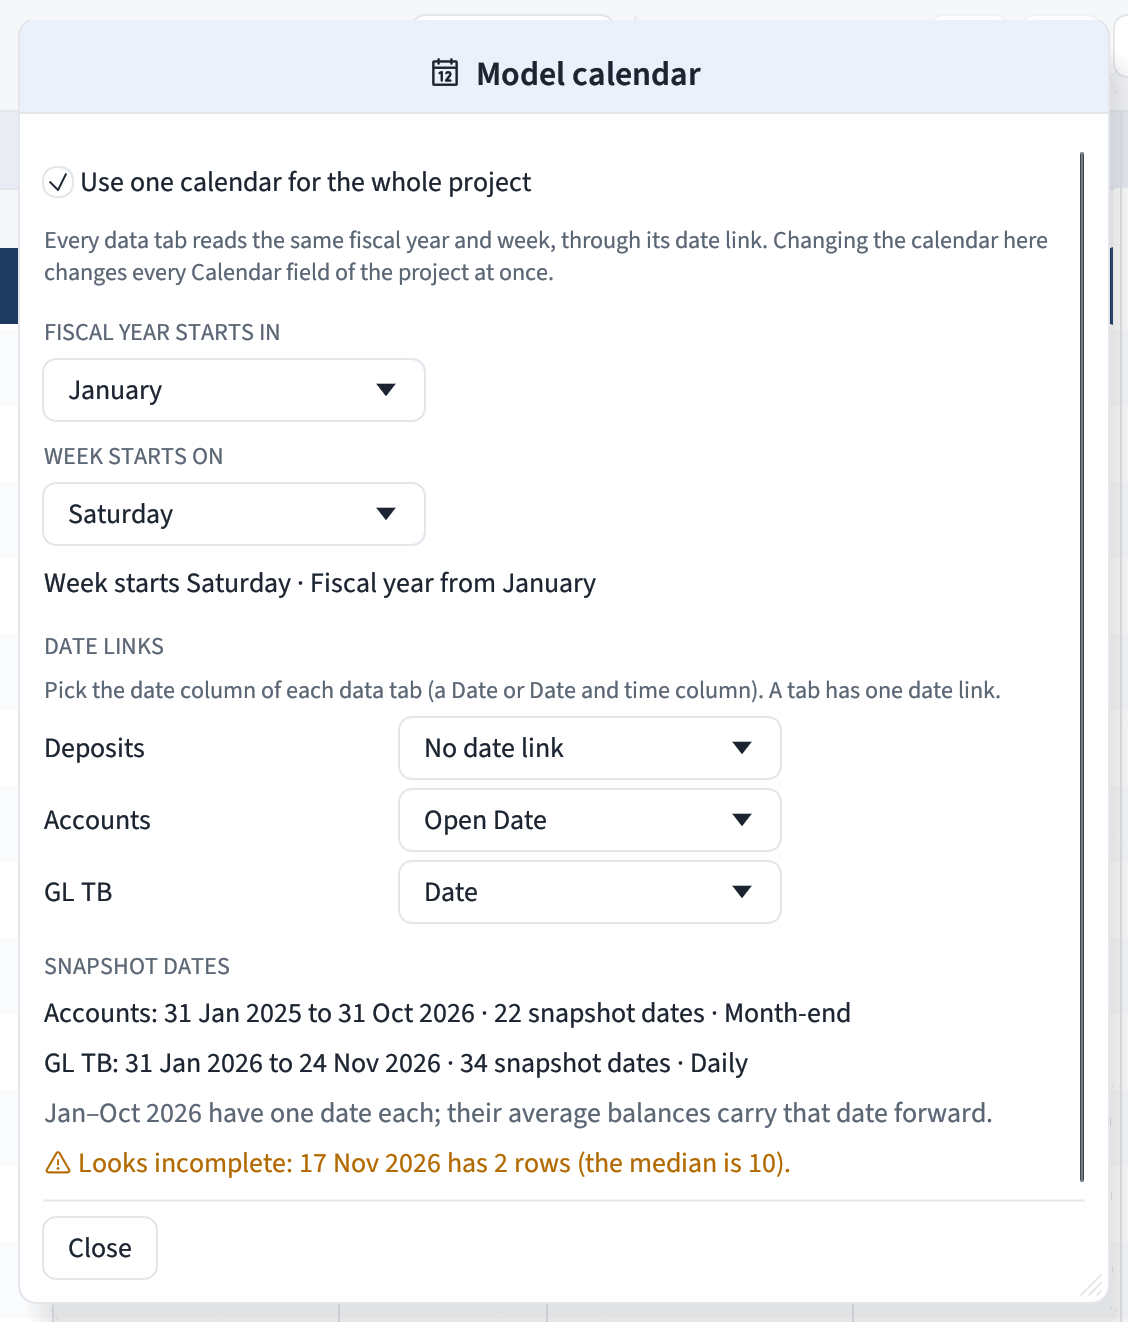 12 Model calendar
Use one calendar for the whole project
Every data tab reads the same fiscal year and week, through its date link. Changing the calendar here
changes every Calendar field of the project at once.
FISCAL YEAR STARTS IN
January
WEEK STARTS ON
Saturday
Week starts Saturday · Fiscal year from January
DATE LINKS
Pick the date column of each data tab (a Date or Date and time column). A tab has one date link.
Deposits No date link
Accounts Open Date
GL TB Date
SNAPSHOT DATES
Accounts: 31 Jan 2025 to 31 Oct 2026 · 22 snapshot dates · Month-end
GL TB: 31 Jan 2026 to 24 Nov 2026 · 34 snapshot dates · Daily
Jan–Oct 2026 have one date each; their average balances carry that date forward.
Looks incomplete: 17 Nov 2026 has 2 rows (the median is 10).
Close